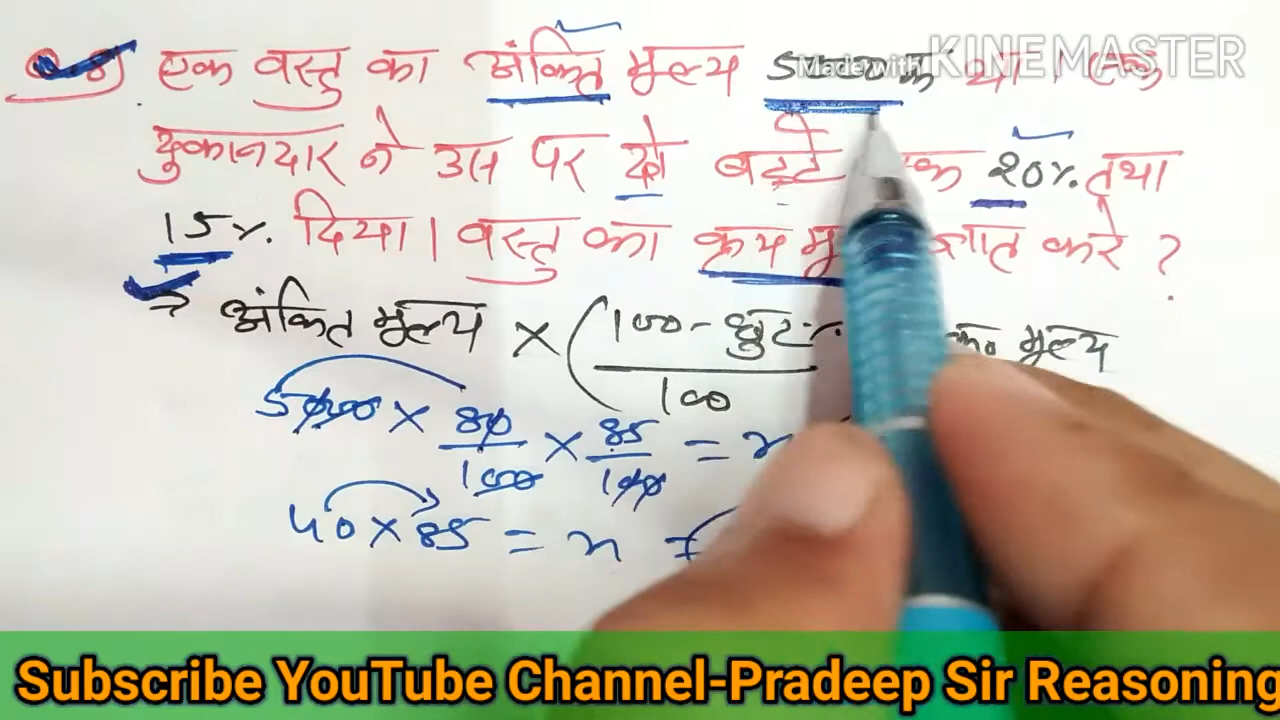 Q.8) एक वस्तु का अंकित मूल्य था । एक
Made with KINEMASTER
दुकानदार ने उस पर दो बट्टे 20%. तथा
15%. दिया। वस्तु का क्रय करे ?
→ अंकित मूल्य × (100 - छुट% मूल्य
100
5000 × 80 × 85 =
100 100
40 × 85 = x
Subscribe YouTube Channel-Pradeep Sir Reasoning